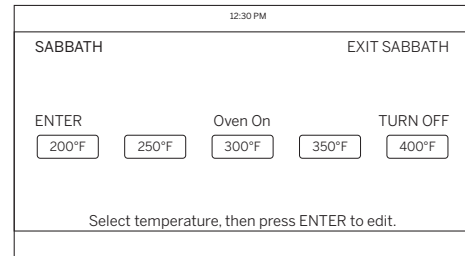 12:30 PM
SABBATH EXIT SABBATH
ENTER Oven On TURN OFF
200°F 250°F 300°F 350°F 400°F
Select temperature, then press ENTER to edit.